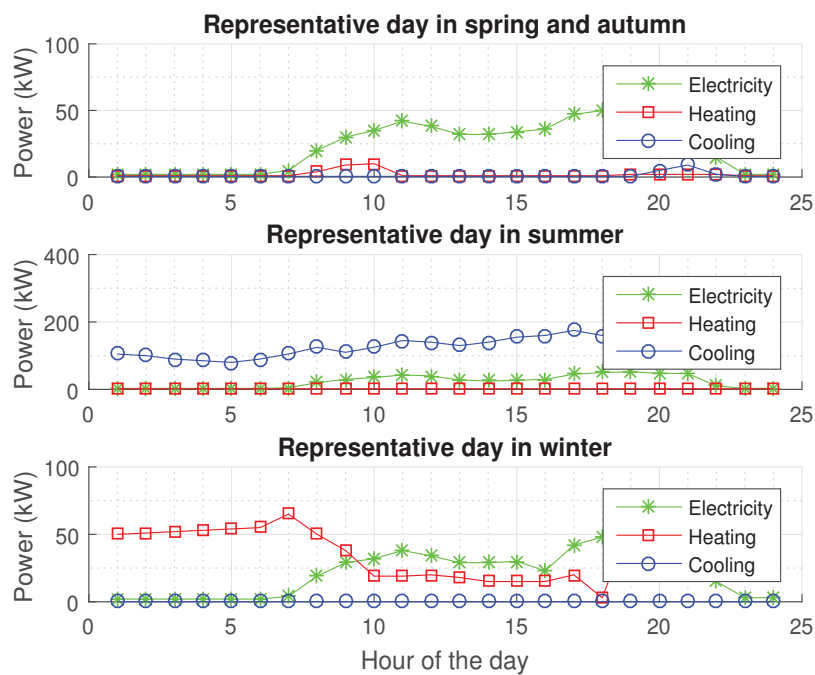 Representative day in spring and autumn
100
50
0
Power (kW)
Electricity
Heating
Cooling
0 5 10 15 20 25
Representative day in summer
400
200
0
Power (kW)
Electricity
Heating
Cooling
0 5 10 15 20 25
Representative day in winter
100
50
0
Power (kW)
Electricity
Heating
Cooling
0 5 10 15 20 25
Hour of the day